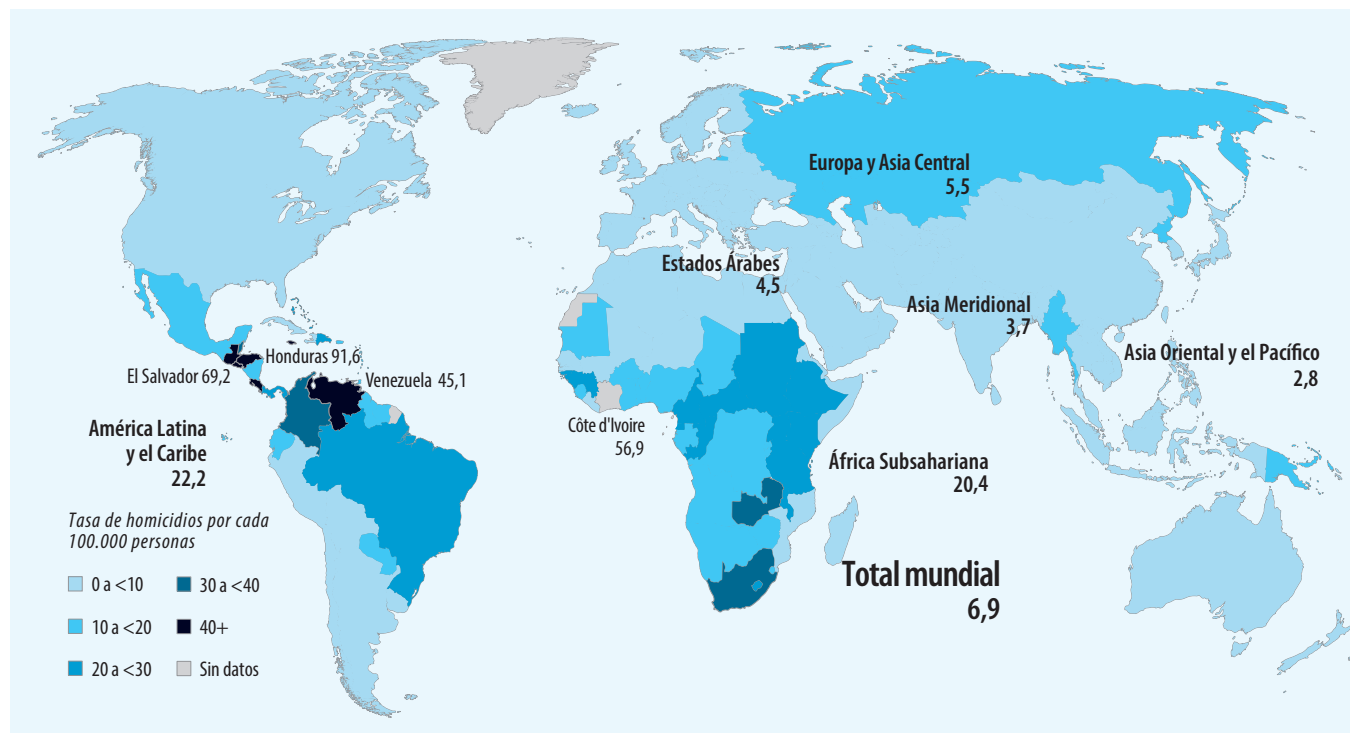 Europa y Asia Central
5,5
Estados Árabes
4,5
Asia Meridional
3,7
Asia Oriental y el Pacífico
2,8
Honduras 91,6
El Salvador 69,2
Venezuela 45,1
Côte d'Ivoire
56,9
América Latina
y el Caribe
22,2
África Subsahariana
20,4
Tasa de homicidios por cada
100.000 personas
0 a <10
10 a <20
20 a <30
30 a <40
40+
Sin datos
Total mundial
6,9